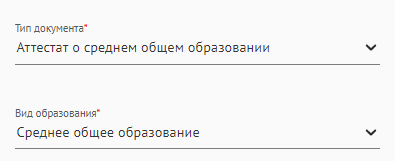 Тип документа*
Аттестат о среднем общем образовании
Вид образования*
Среднее общее образование